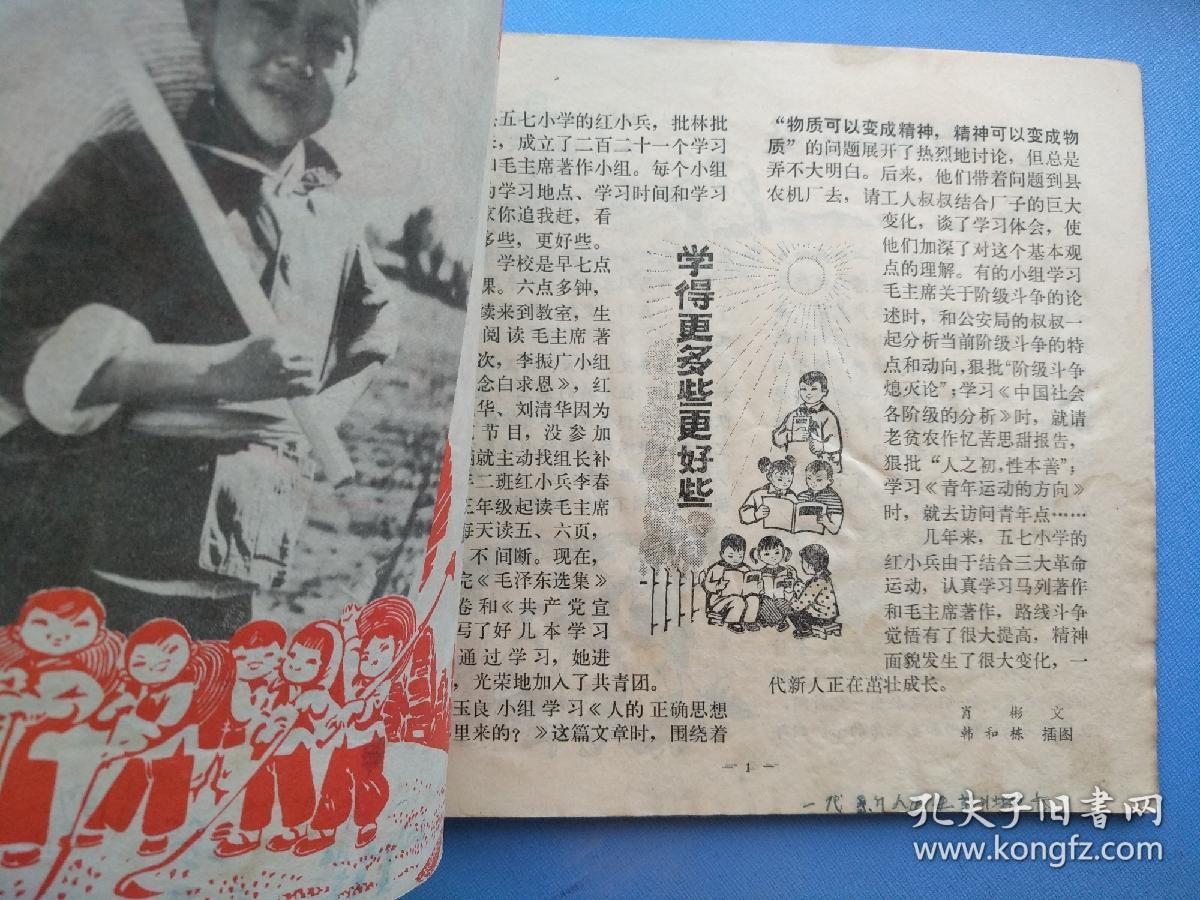 五七小学的红小兵，批林批
，成立了二百二十一个学习
毛主席著作小组。每个小组
学习地点、学习时间和学习
你追我赶，看
多些，更好些。
学校是早七点
课。六点多钟，
读来到教室，生
阅读毛主席著
次，李振广小组
念白求恩》，红
华、刘清华因为
节目，没参加
就主动找组长补
二班红小兵李春
三年级起读毛主席
每天读五、六页，
不间断。现在，
完《毛泽东选集》
卷和《共产党宣
写了好几本学习
通过学习，她进
，光荣地加入了共青团。
玉良小组学习《人的正确思想
里来的？》这篇文章时，围绕着
学得更多些更好些
“物质可以变成精神，精神可以变成物
质”的问题展开了热烈地讨论，但总是
弄不大明白。后来，他们带着问题到县
农机厂去，请工人叔叔结合厂子的巨大
变化，谈了学习体会，使
他们加深了对这个基本观
点的理解。有的小组学习
毛主席关于阶级斗争的论
述时，和公安局的叔叔一
起分析当前阶级斗争的特
点和动向，狠批“阶级斗争
熄灭论”；学习《中国社会
各阶级的分析》时，就请
老贫农作忆苦思甜报告，
狠批“人之初，性本善”；
学习《青年运动的方向》
时，就去访问青年点……
几年来，五七小学的
红小兵由于结合三大革命
运动，认真学习马列著作
和毛主席著作，路线斗争
觉悟有了很大提高，精神
面貌发生了很大变化，一
代新人正在茁壮成长。
肖彬文
韩和栋 插图
— 1 —
一代新人
孔夫子旧书网
www.kongfz.com